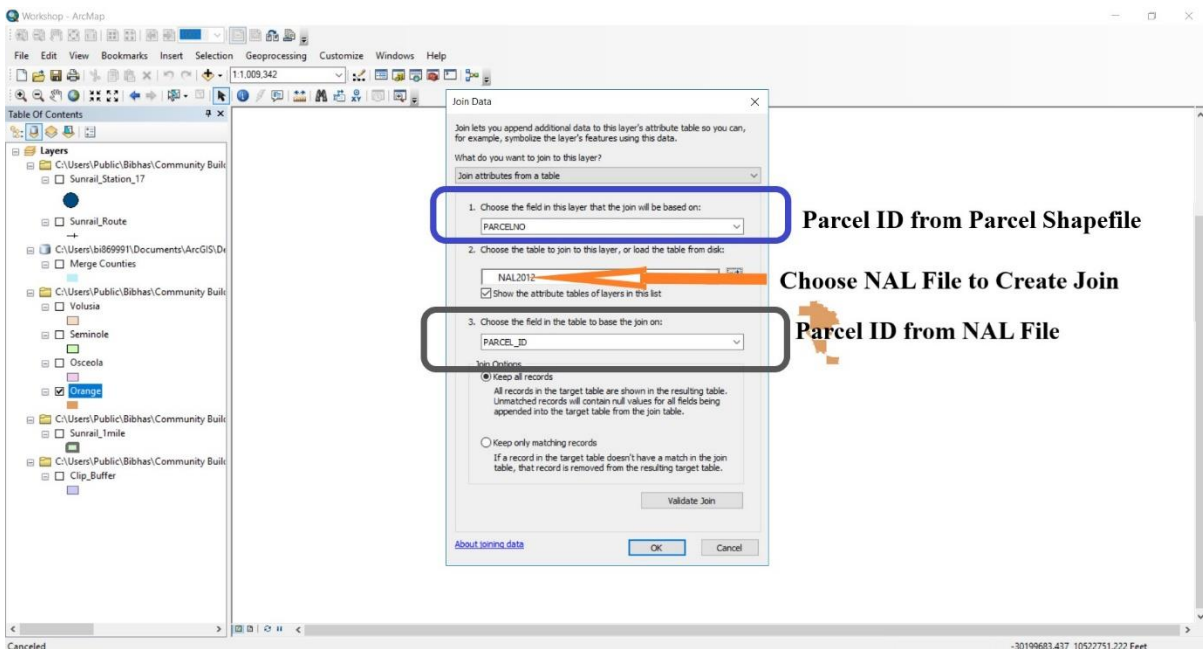 Workshop - ArcMap
File Edit View Bookmarks Insert Selection Geoprocessing Customize Windows Help
1:1,009,342
Table Of Contents
Layers
C:\Users\Public\Bibhas\Community Buil
Sunrail_Station_17
Sunrail_Route
C:\Users\bi869991\Documents\ArcGIS\De
Merge Counties
C:\Users\Public\Bibhas\Community Buil
Volusia
Seminole
Osceola
Orange
C:\Users\Public\Bibhas\Community Buil
Sunrail_1mile
C:\Users\Public\Bibhas\Community Buil
Clip_Buffer
Join Data
Join lets you append additional data to this layer's attribute table so you can,
for example, symbolize the layer's features using this data.
What do you want to join to this layer?
Join attributes from a table
1. Choose the field in this layer that the join will be based on:
PARCELNO
Parcel ID from Parcel Shapefile
2. Choose the table to join to this layer, or load the table from disk:
NAL2012
Choose NAL File to Create Join
Show the attribute tables of layers in this list
3. Choose the field in the table to base the join on:
PARCEL_ID
Parcel ID from NAL File
Join Options
Keep all records
All records in the target table are shown in the resulting table.
Unmatched records will contain null values for all fields being
appended into the target table from the join table.
Keep only matching records
If a record in the target table doesn't have a match in the join
table, that record is removed from the resulting target table.
Validate Join
About joining data
OK Cancel
Canceled
-30199683.437 10522751.222 Feet